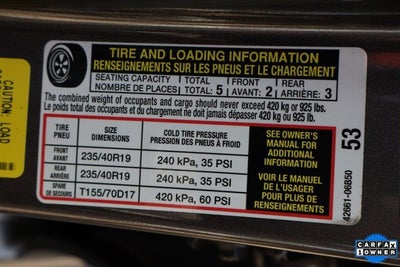 TIRE AND LOADING INFORMATION
RENSEIGNEMENTS SUR LES PNEUS ET LE CHARGEMENT
SEATING CAPACITY TOTAL FRONT REAR
NOMBRE DE PLACES: TOTAL: 5 AVANT: 2 ARRIÈRE: 3
The combined weight of occupants and cargo should never exceed 420 kg or 925 lbs.
Le poids total des occupants et du chargement ne doit jamais dépasser 420 kg ou 925 lb.
TIRE SIZE COLD TIRE PRESSURE
PNEU DIMENSIONS PRESSION DES PNEUS À FROID
FRONT
AVANT 235/40R19 240 kPa, 35 PSI
REAR
ARRIÈRE 235/40R19 240 kPa, 35 PSI
SPARE
DE SECOURS T155/70D17 420 kPa, 60 PSI
SEE OWNER'S
MANUAL FOR
ADDITIONAL
INFORMATION
VOIR LE MANUEL
DE L'USAGER
POUR PLUS DE
RENSEIGNEMENTS
53
42661-06B50
CAUTION:
LOAD
CARFAX
1 OWNER